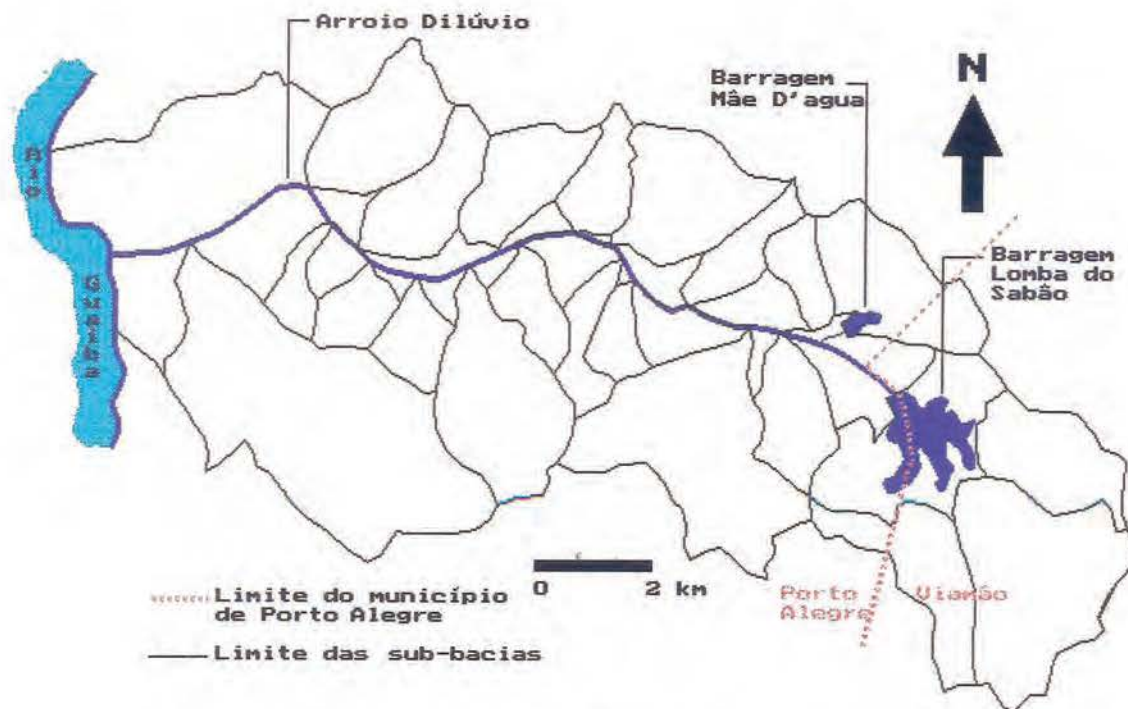 Arroio Dilúvio
Barragem
Mãe D'agua
N
Rio
Guaíba
Barragem
Lomba do
Sabão
0 2 km
Porto Viamão
Alegre
Limite do município
de Porto Alegre
Limite das sub-bacias